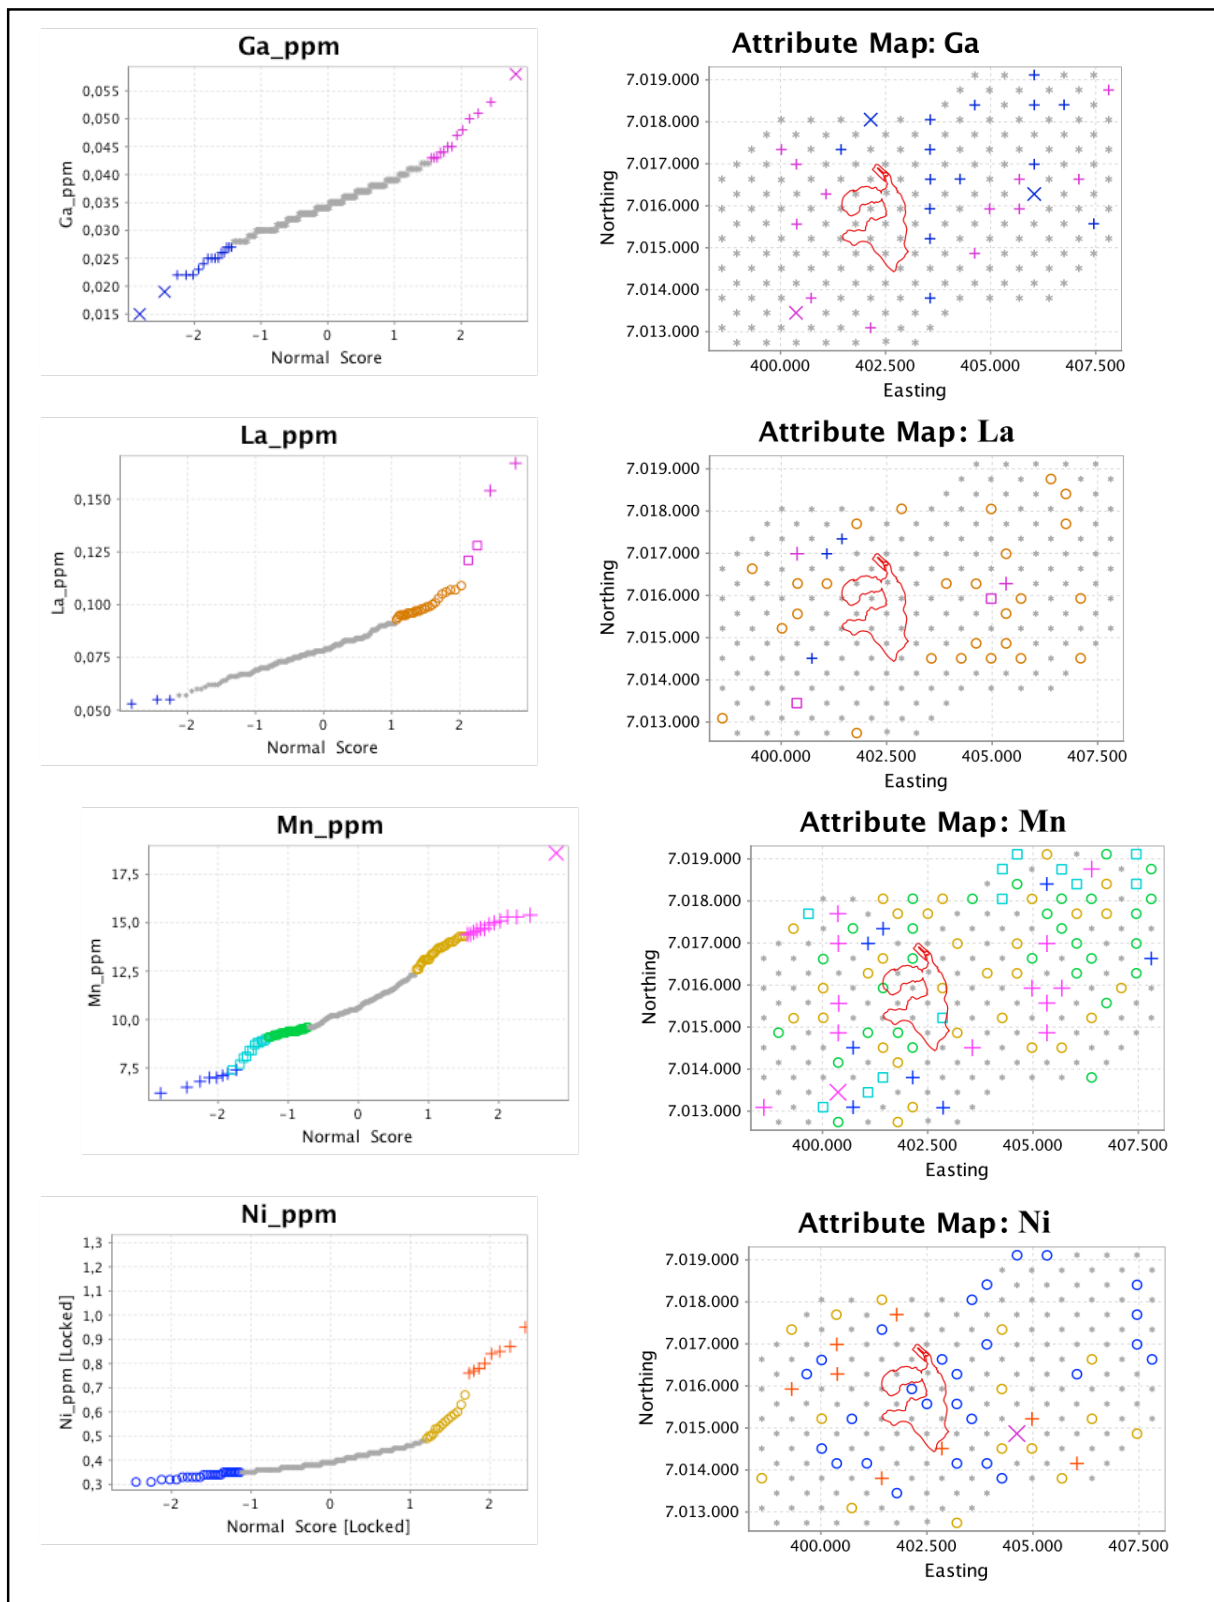 Ga_ppm
Ga_ppm
0,055
0,050
0,045
0,040
0,035
0,030
0,025
0,020
0,015
−2 −1 0 1 2
Normal Score
Attribute Map: Ga
Northing
7.019.000
7.018.000
7.017.000
7.016.000
7.015.000
7.014.000
7.013.000
400.000 402.500 405.000 407.500
Easting
La_ppm
La_ppm
0,150
0,125
0,100
0,075
0,050
−2 −1 0 1 2
Normal Score
Attribute Map: La
Northing
7.019.000
7.018.000
7.017.000
7.016.000
7.015.000
7.014.000
7.013.000
400.000 402.500 405.000 407.500
Easting
Mn_ppm
Mn_ppm
17,5
15,0
12,5
10,0
7,5
−2 −1 0 1 2
Normal Score
Attribute Map: Mn
Northing
7.019.000
7.018.000
7.017.000
7.016.000
7.015.000
7.014.000
7.013.000
400.000 402.500 405.000 407.500
Easting
Ni_ppm
Ni_ppm [Locked]
1,3
1,2
1,1
1,0
0,9
0,8
0,7
0,6
0,5
0,4
0,3
−2 −1 0 1 2
Normal Score [Locked]
Attribute Map: Ni
Northing
7.019.000
7.018.000
7.017.000
7.016.000
7.015.000
7.014.000
7.013.000
400.000 402.500 405.000 407.500
Easting